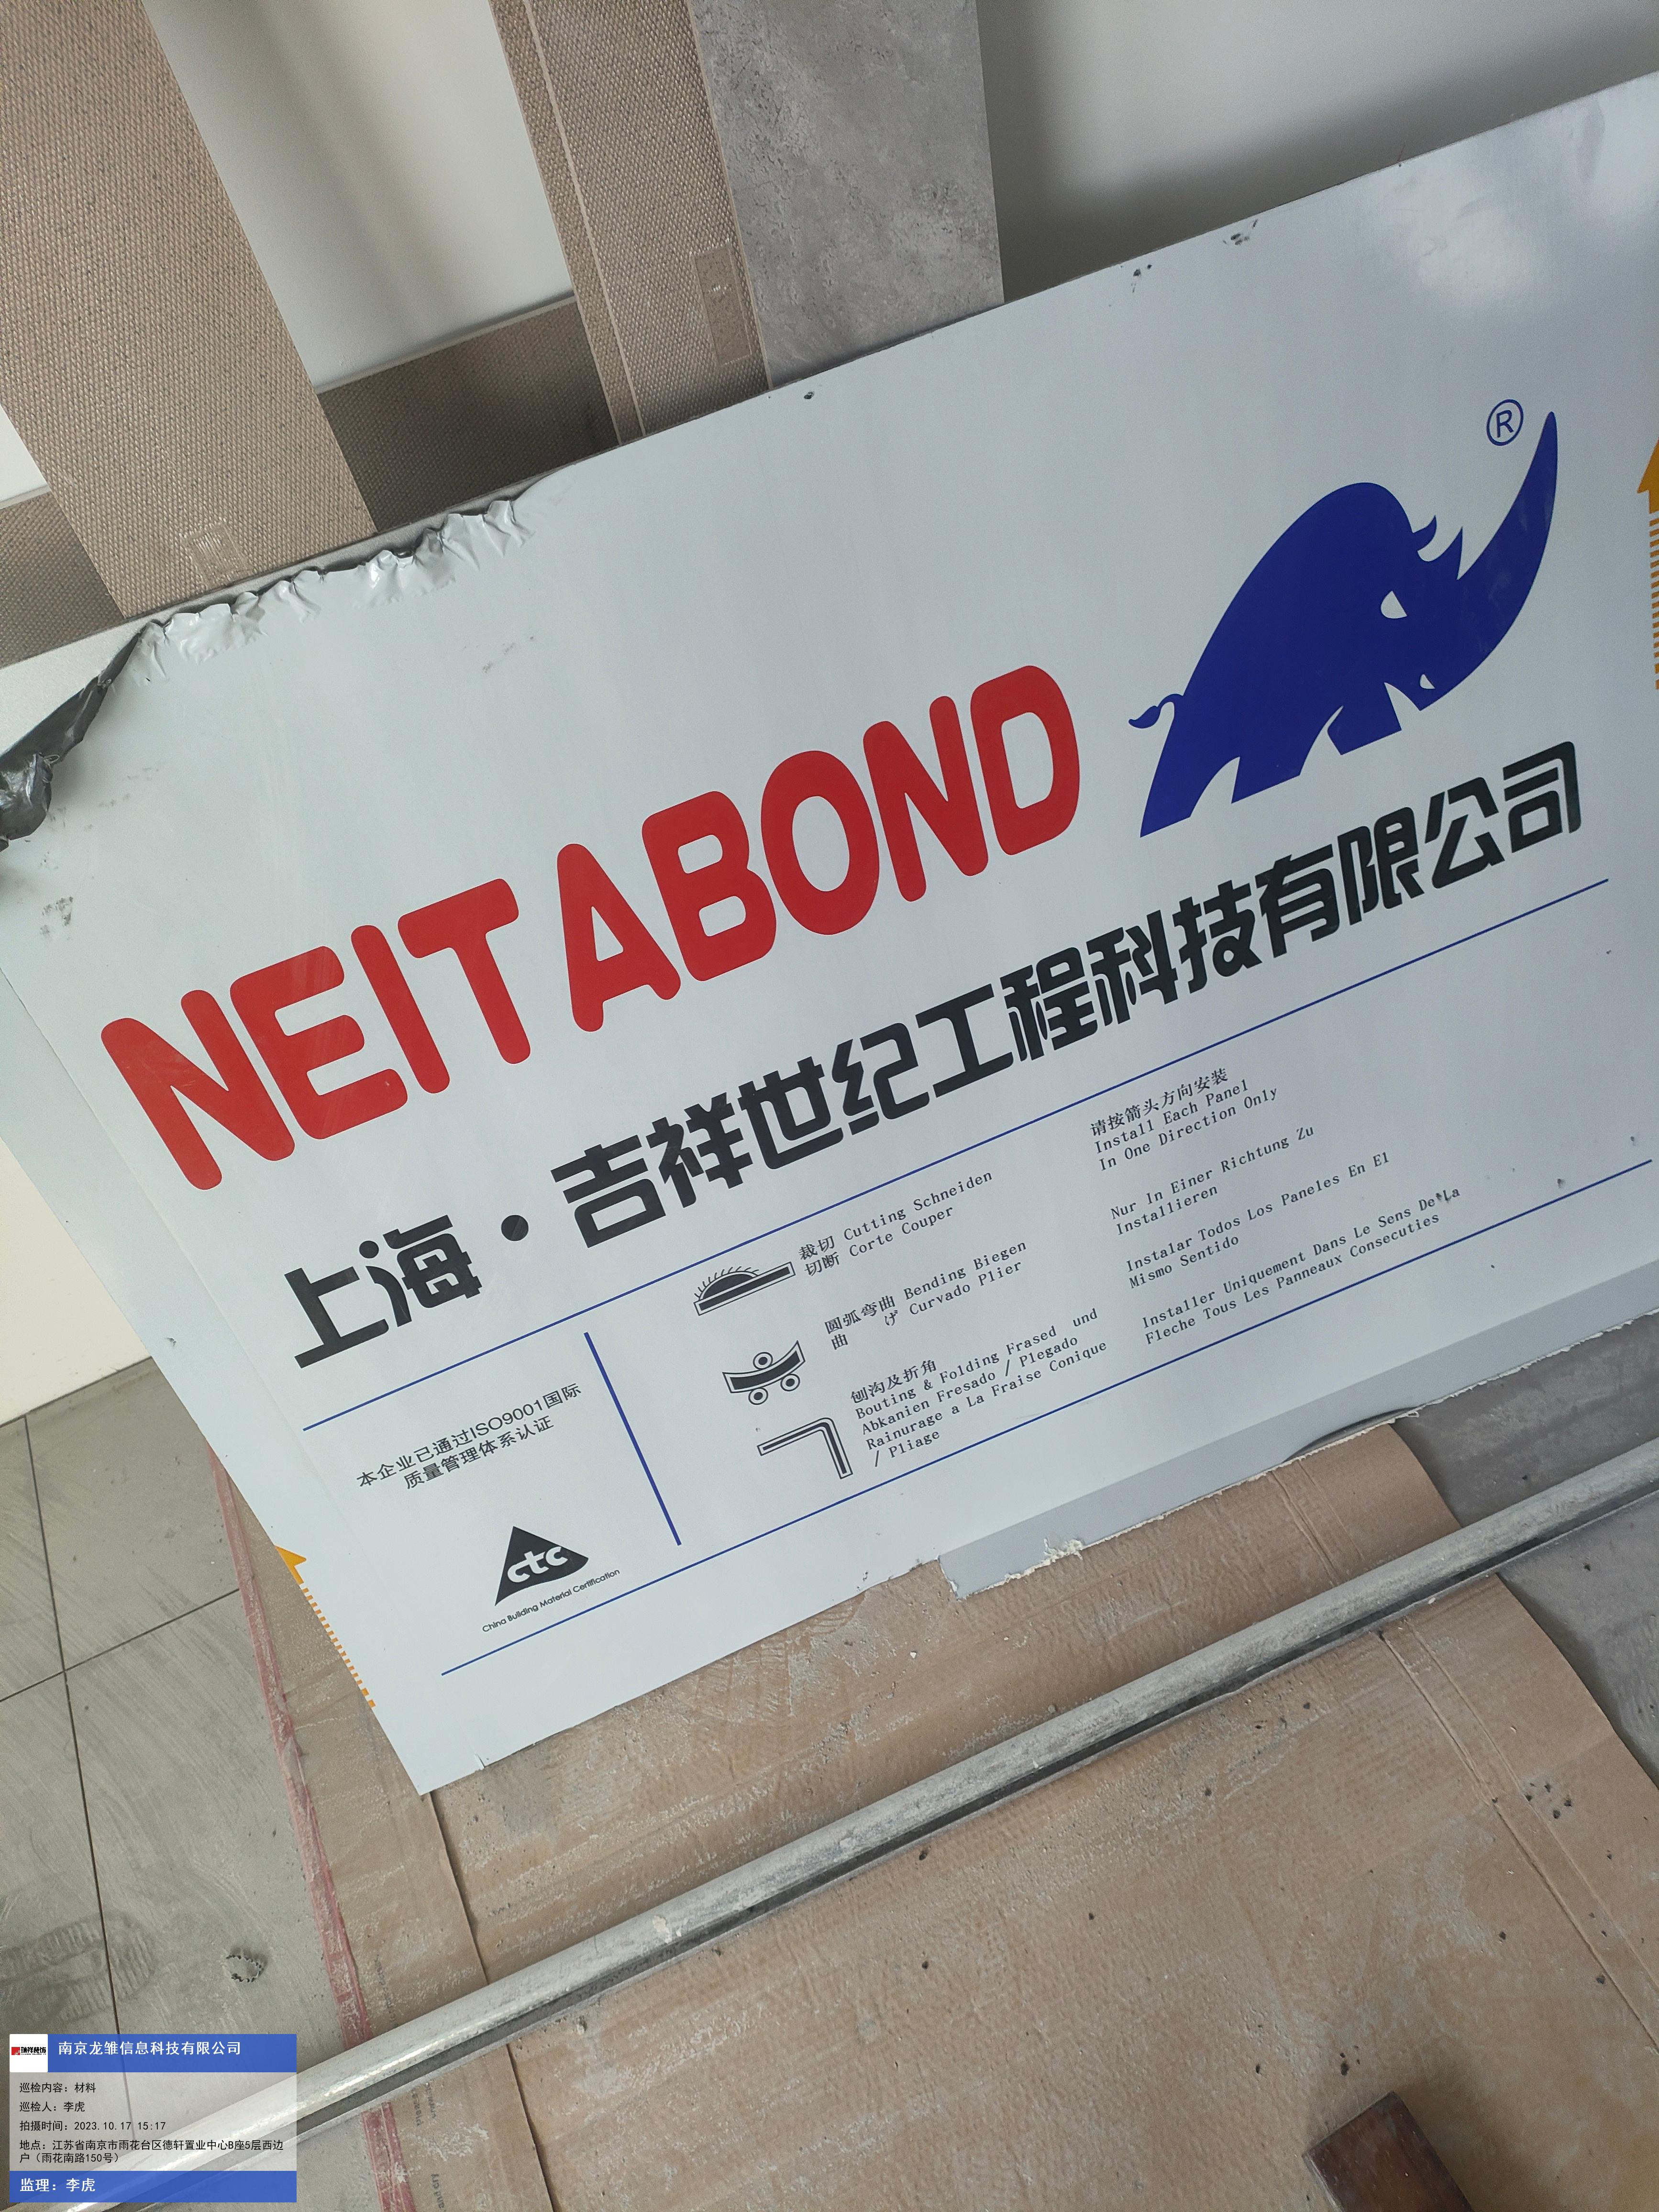 ®
NEITABOND
上海·吉祥世纪工程科技有限公司
本企业已通过ISO9001国际
质量管理体系认证
ctc
China Building Material Certification
裁切 Cutting Schneiden
切断 Corte Couper
圆弧弯曲 Bending Biegen
曲 げ Curvado Plier
刨沟及折角
Bouting & Folding Frased und
Abkanien Fresado / Plegado
Rainurage a La Fraise Conique
/ Pliage
请按箭头方向安装
Install Each Panel
In One Direction Only
Nur In Einer Richtung Zu
Installieren
Instalar Todos Los Paneles En El
Mismo Sentido
Installer Uniquement Dans Le Sens De La
Fleche Tous Les Panneaux Consecuties
南京龙雏信息科技有限公司
巡检内容：材料
巡检人：李虎
拍摄时间：2023.10.17 15:17
地点：江苏省南京市雨花台区德轩置业中心B座5层西边
户（雨花南路150号）
监理：李虎